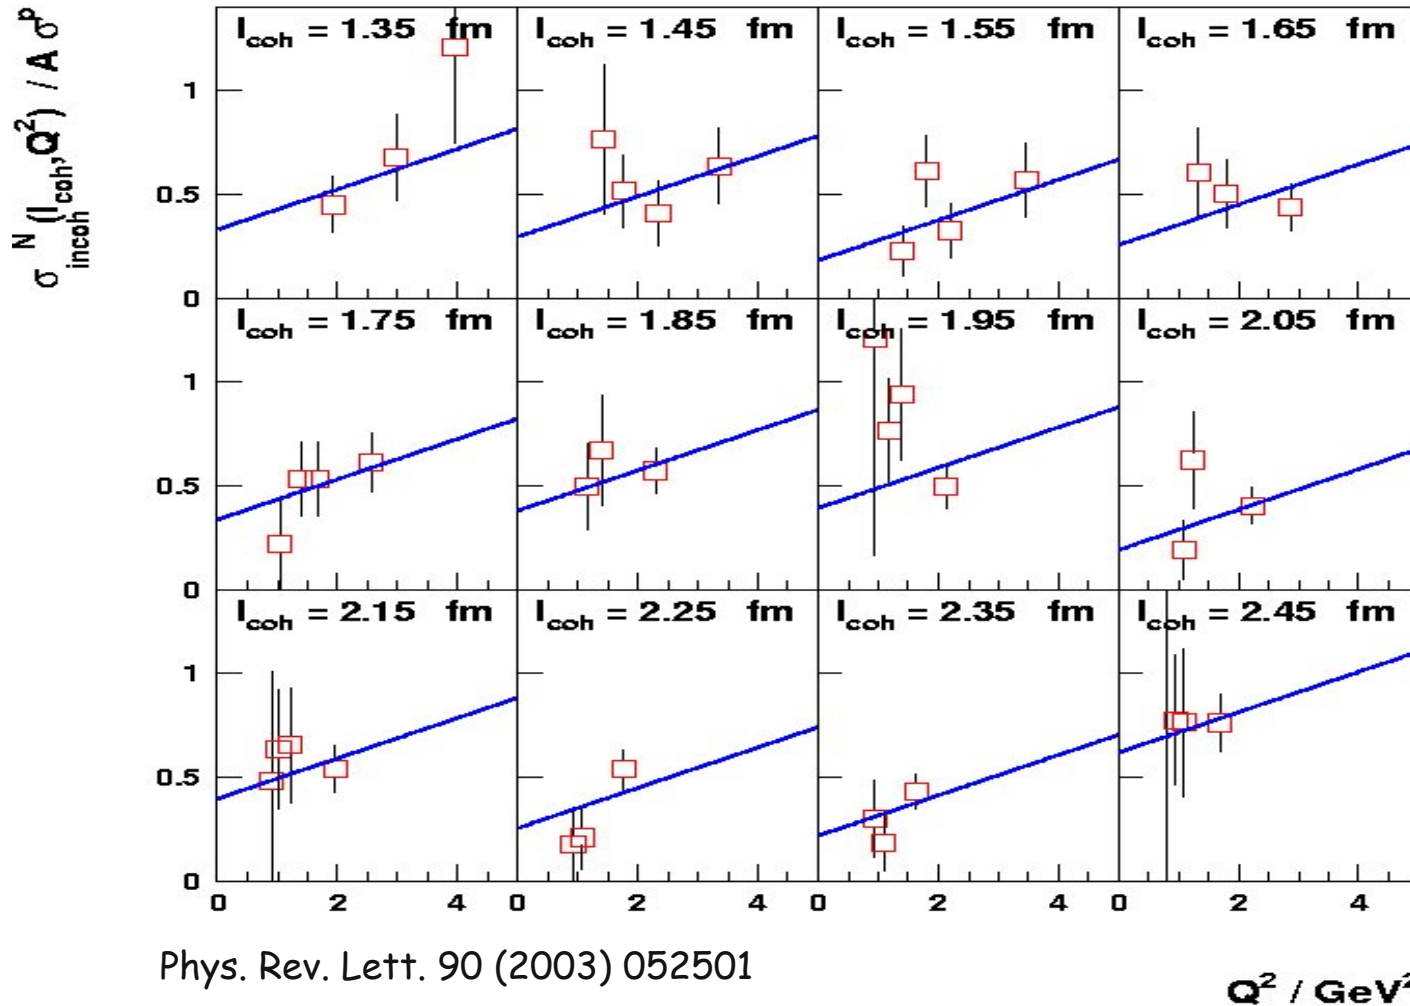 σ^N_incoh (l_coh, Q²) / A σ^p
l_coh = 1.35 fm
l_coh = 1.45 fm
l_coh = 1.55 fm
l_coh = 1.65 fm
1
0.5
0
l_coh = 1.75 fm
l_coh = 1.85 fm
l_coh = 1.95 fm
l_coh = 2.05 fm
1
0.5
0
l_coh = 2.15 fm
l_coh = 2.25 fm
l_coh = 2.35 fm
l_coh = 2.45 fm
1
0.5
0
0 2 4 0 2 4 0 2 4 0 2 4
Phys. Rev. Lett. 90 (2003) 052501
Q² / GeV²